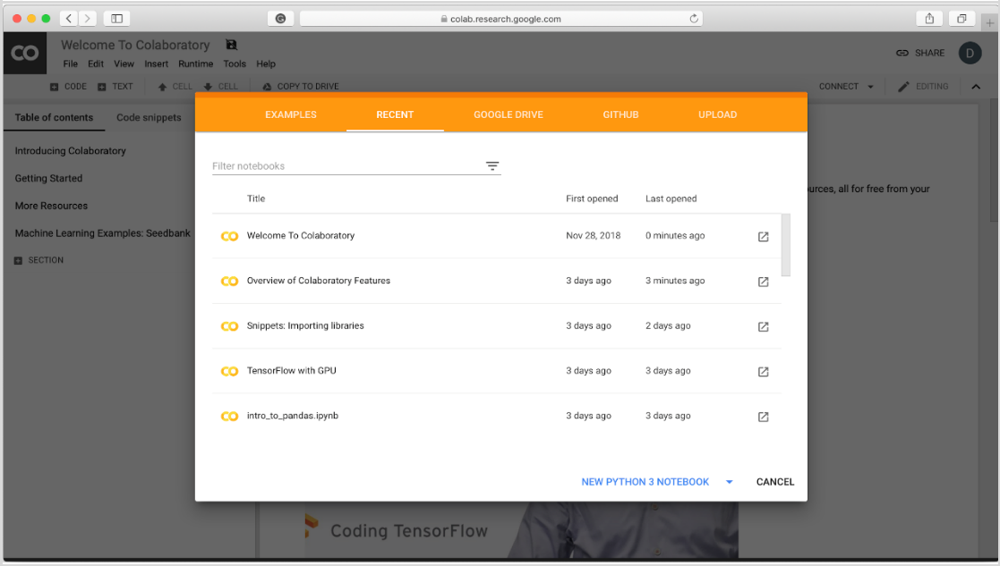 colab.research.google.com
CO Welcome To Colaboratory
File Edit View Insert Runtime Tools Help
SHARE D
CODE TEXT CELL CELL COPY TO DRIVE CONNECT EDITING
Table of contents Code snippets
Introducing Colaboratory
Getting Started
More Resources
Machine Learning Examples: Seedbank
SECTION
EXAMPLES RECENT GOOGLE DRIVE GITHUB UPLOAD
Filter notebooks
Title First opened Last opened
CO Welcome To Colaboratory Nov 28, 2018 0 minutes ago
CO Overview of Colaboratory Features 3 days ago 3 minutes ago
CO Snippets: Importing libraries 3 days ago 2 days ago
CO TensorFlow with GPU 3 days ago 3 days ago
CO intro_to_pandas.ipynb 3 days ago 3 days ago
NEW PYTHON 3 NOTEBOOK CANCEL
all for free from your
Coding TensorFlow